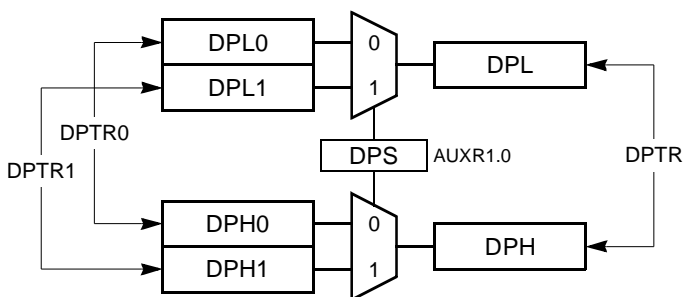 DPL0 0 DPL
DPL1 1
DPTR0
DPTR1
DPS AUXR1.0 DPTR
DPH0 0 DPH
DPH1 1